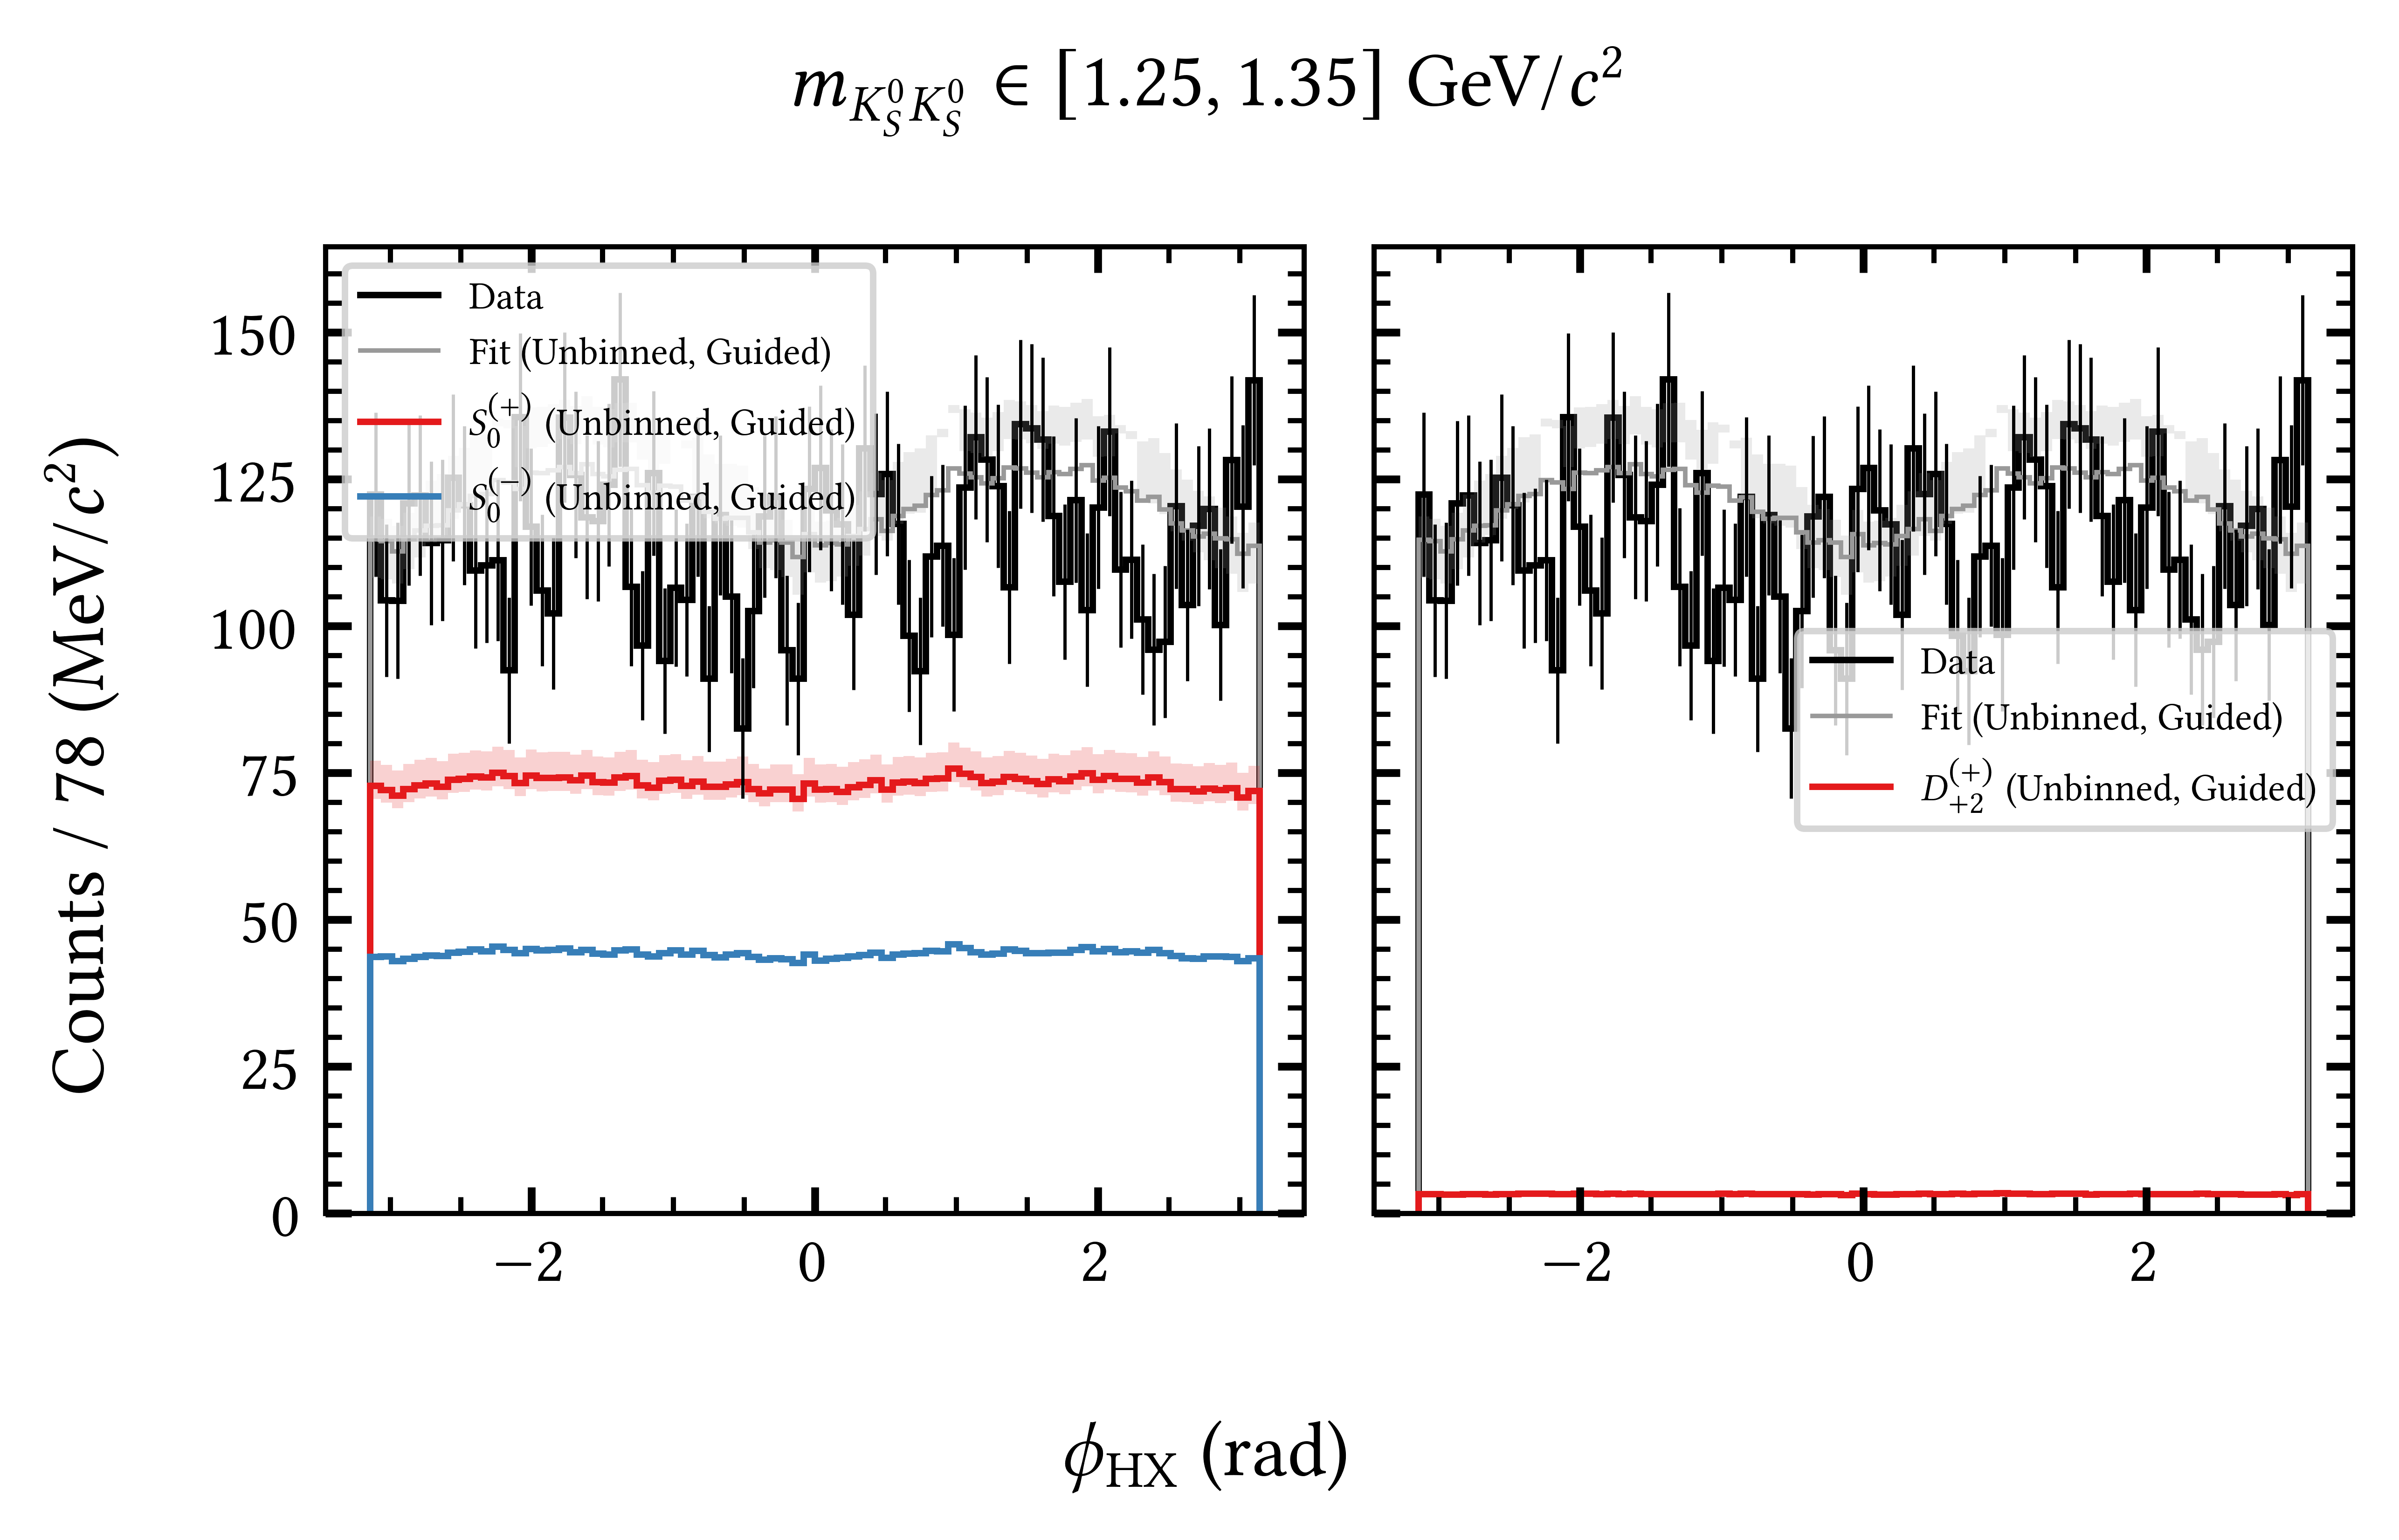 m_{K_S^0 K_S^0} ∈ [1.25, 1.35] GeV/c²
Counts / 78 (MeV/c²)
150
125
100
75
50
25
0
Data
Fit (Unbinned, Guided)
S_0^{(+)} (Unbinned, Guided)
S_0^{(−)} (Unbinned, Guided)
−2 0 2
Data
Fit (Unbinned, Guided)
D_{+2}^{(+)} (Unbinned, Guided)
−2 0 2
ϕ_{HX} (rad)